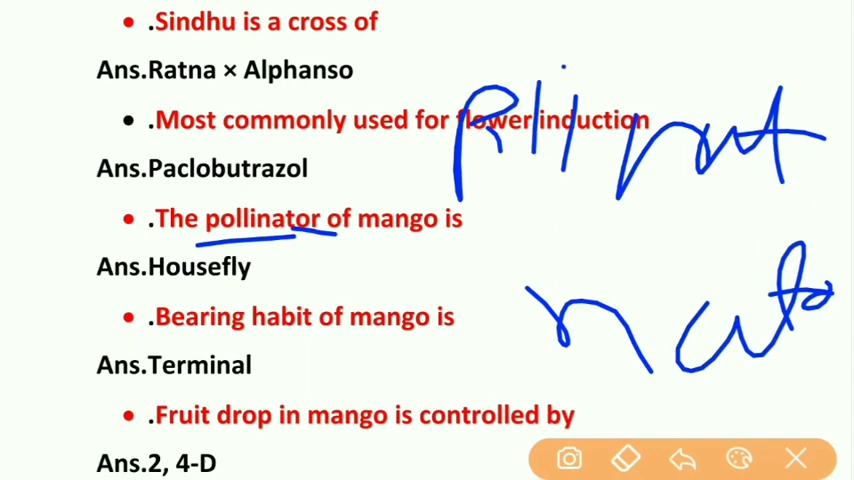 .Sindhu is a cross of
Ans.Ratna × Alphanso
.Most commonly used for flower induction
Ans.Paclobutrazol
.The pollinator of mango is
Ans.Housefly
.Bearing habit of mango is
Ans.Terminal
.Fruit drop in mango is controlled by
Ans.2, 4-D